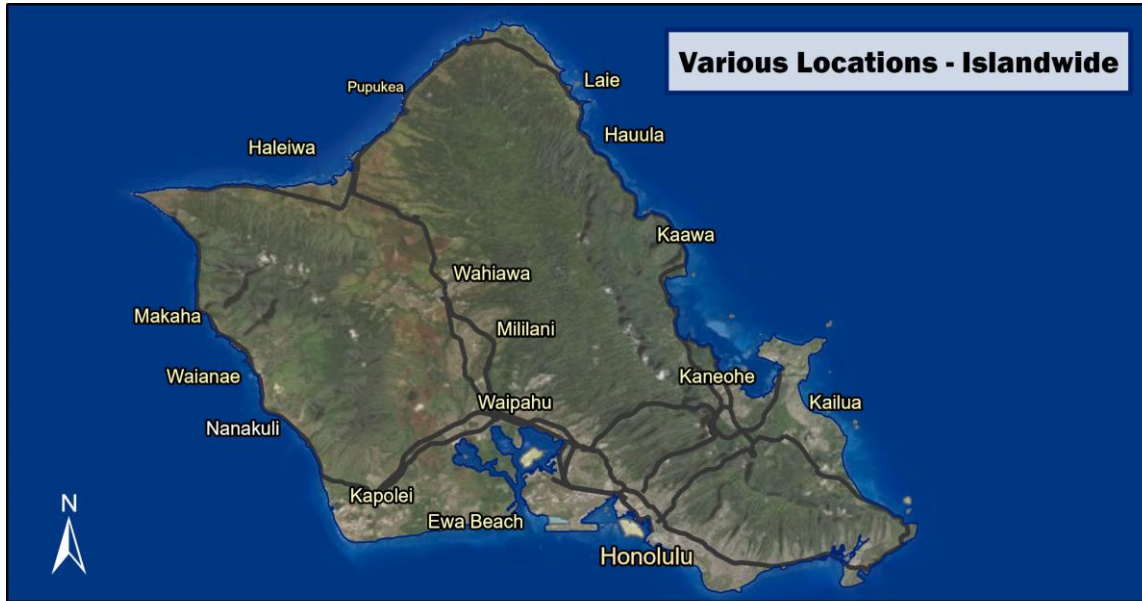 Various Locations - Islandwide
Laie
Pupukea
Hauula
Haleiwa
Kaawa
Wahiawa
Makaha
Mililani
Waianae
Kaneohe
Waipahu
Kailua
Nanakuli
Kapolei
N
Ewa Beach
Honolulu